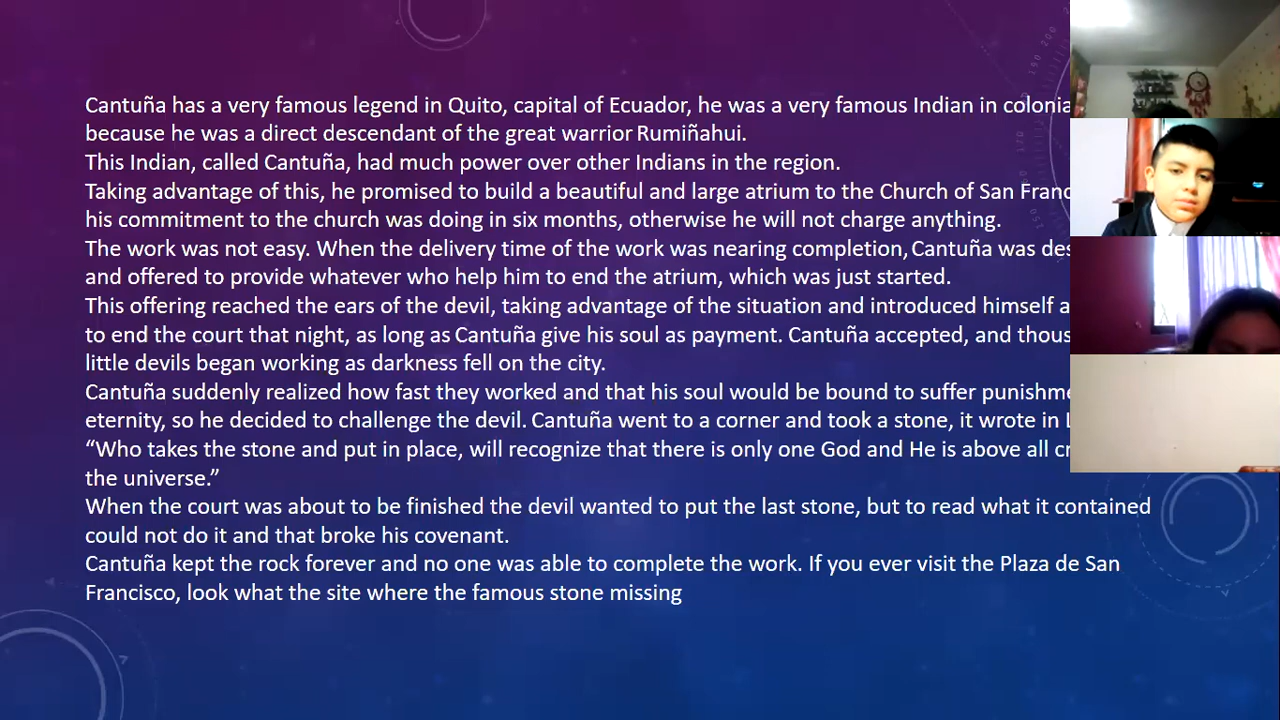 Cantuña has a very famous legend in Quito, capital of Ecuador, he was a very famous Indian in
because he was a direct descendant of the great warrior Rumiñahui.
This Indian, called Cantuña, had much power over other Indians in the region.
Taking advantage of this, he promised to build a beautiful and large atrium to the Church of San
his commitment to the church was doing in six months, otherwise he will not charge anything.
The work was not easy. When the delivery time of the work was nearing completion, Cantuña was
and offered to provide whatever who help him to end the atrium, which was just started.
This offering reached the ears of the devil, taking advantage of the situation and introduced himself
to end the court that night, as long as Cantuña give his soul as payment. Cantuña accepted, and
little devils began working as darkness fell on the city.
Cantuña suddenly realized how fast they worked and that his soul would be bound to suffer
eternity, so he decided to challenge the devil. Cantuña went to a corner and took a stone, it wrote in
“Who takes the stone and put in place, will recognize that there is only one God and He is above all
the universe.”
When the court was about to be finished the devil wanted to put the last stone, but to read what it contained
could not do it and that broke his covenant.
Cantuña kept the rock forever and no one was able to complete the work. If you ever visit the Plaza de San
Francisco, look what the site where the famous stone missing